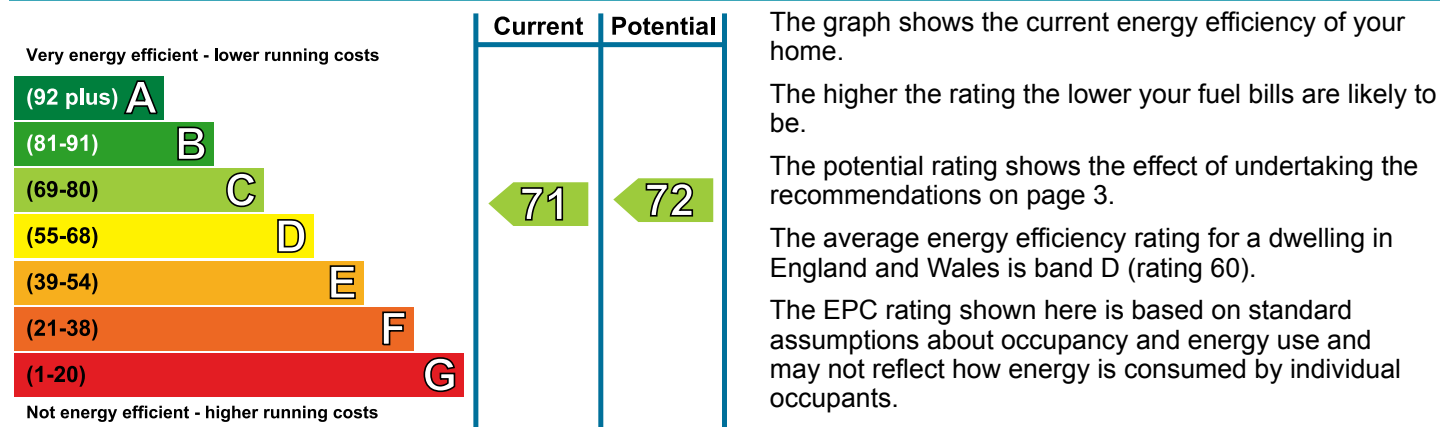 Current Potential
Very energy efficient - lower running costs
(92 plus) A
(81-91) B
(69-80) C
(55-68) D
(39-54) E
(21-38) F
(1-20) G
Not energy efficient - higher running costs
71 72
The graph shows the current energy efficiency of your
home.
The higher the rating the lower your fuel bills are likely to
be.
The potential rating shows the effect of undertaking the
recommendations on page 3.
The average energy efficiency rating for a dwelling in
England and Wales is band D (rating 60).
The EPC rating shown here is based on standard
assumptions about occupancy and energy use and
may not reflect how energy is consumed by individual
occupants.